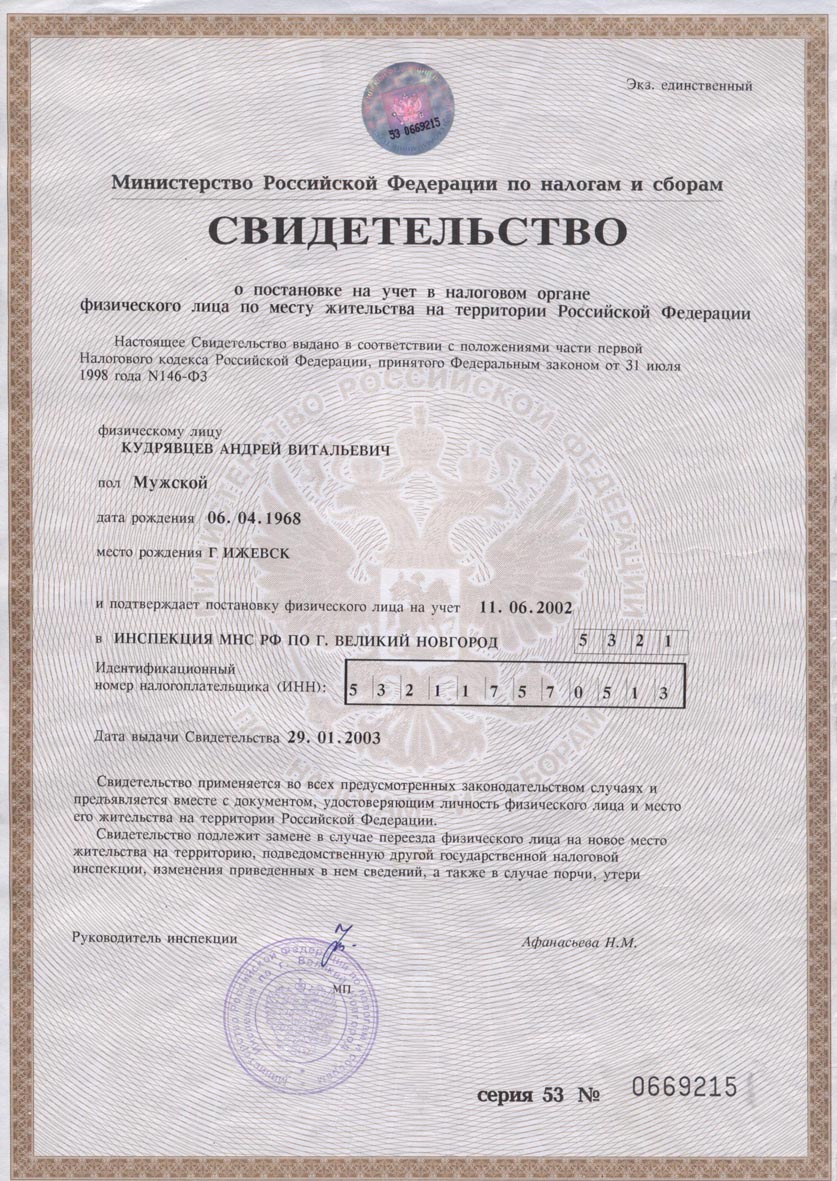 53 0669215
Экз. единственный
Министерство Российской Федерации по налогам и сборам
СВИДЕТЕЛЬСТВО
о постановке на учет в налоговом органе
физического лица по месту жительства на территории Российской Федерации
Настоящее Свидетельство выдано в соответствии с положениями части первой
Налогового кодекса Российской Федерации, принятого Федеральным законом от 31 июля
1998 года N146-ФЗ
МИНИСТЕРСТВО РОССИЙСКОЙ ФЕДЕРАЦИИ
ПО НАЛОГАМ И СБОРАМ
физическому лицу
КУДРЯВЦЕВ АНДРЕЙ ВИТАЛЬЕВИЧ
пол Мужской
дата рождения 06.04.1968
место рождения Г ИЖЕВСК
и подтверждает постановку физического лица на учет 11.06.2002
в ИНСПЕКЦИЯ МНС РФ ПО Г. ВЕЛИКИЙ НОВГОРОД 5 3 2 1
Идентификационный
номер налогоплательщика (ИНН): 5 3 2 1 1 7 5 7 0 5 1 3
Дата выдачи Свидетельства 29.01.2003
Свидетельство применяется во всех предусмотренных законодательством случаях и
предъявляется вместе с документом, удостоверяющим личность физического лица и место
его жительства на территории Российской Федерации.
Свидетельство подлежит замене в случае переезда физического лица на новое место
жительства на территорию, подведомственную другой государственной налоговой
инспекции, изменения приведенных в нем сведений, а также в случае порчи, утери
Руководитель инспекции
Афанасьева Н.М.
МП
серия 53 № 0669215